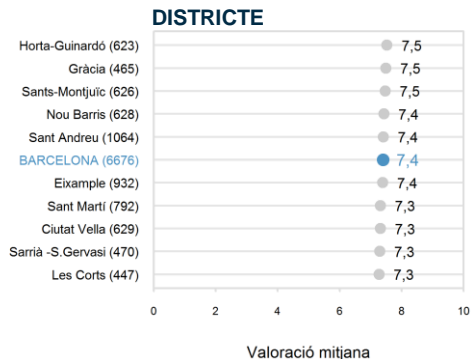 DISTRICTE
Horta-Guinardó (623) 7,5
Gràcia (465) 7,5
Sants-Montjuïc (626) 7,5
Nou Barris (628) 7,4
Sant Andreu (1064) 7,4
BARCELONA (6676) 7,4
Eixample (932) 7,4
Sant Martí (792) 7,3
Ciutat Vella (629) 7,3
Sarrià -S.Gervasi (470) 7,3
Les Corts (447) 7,3
0 2 4 6 8 10
Valoració mitjana